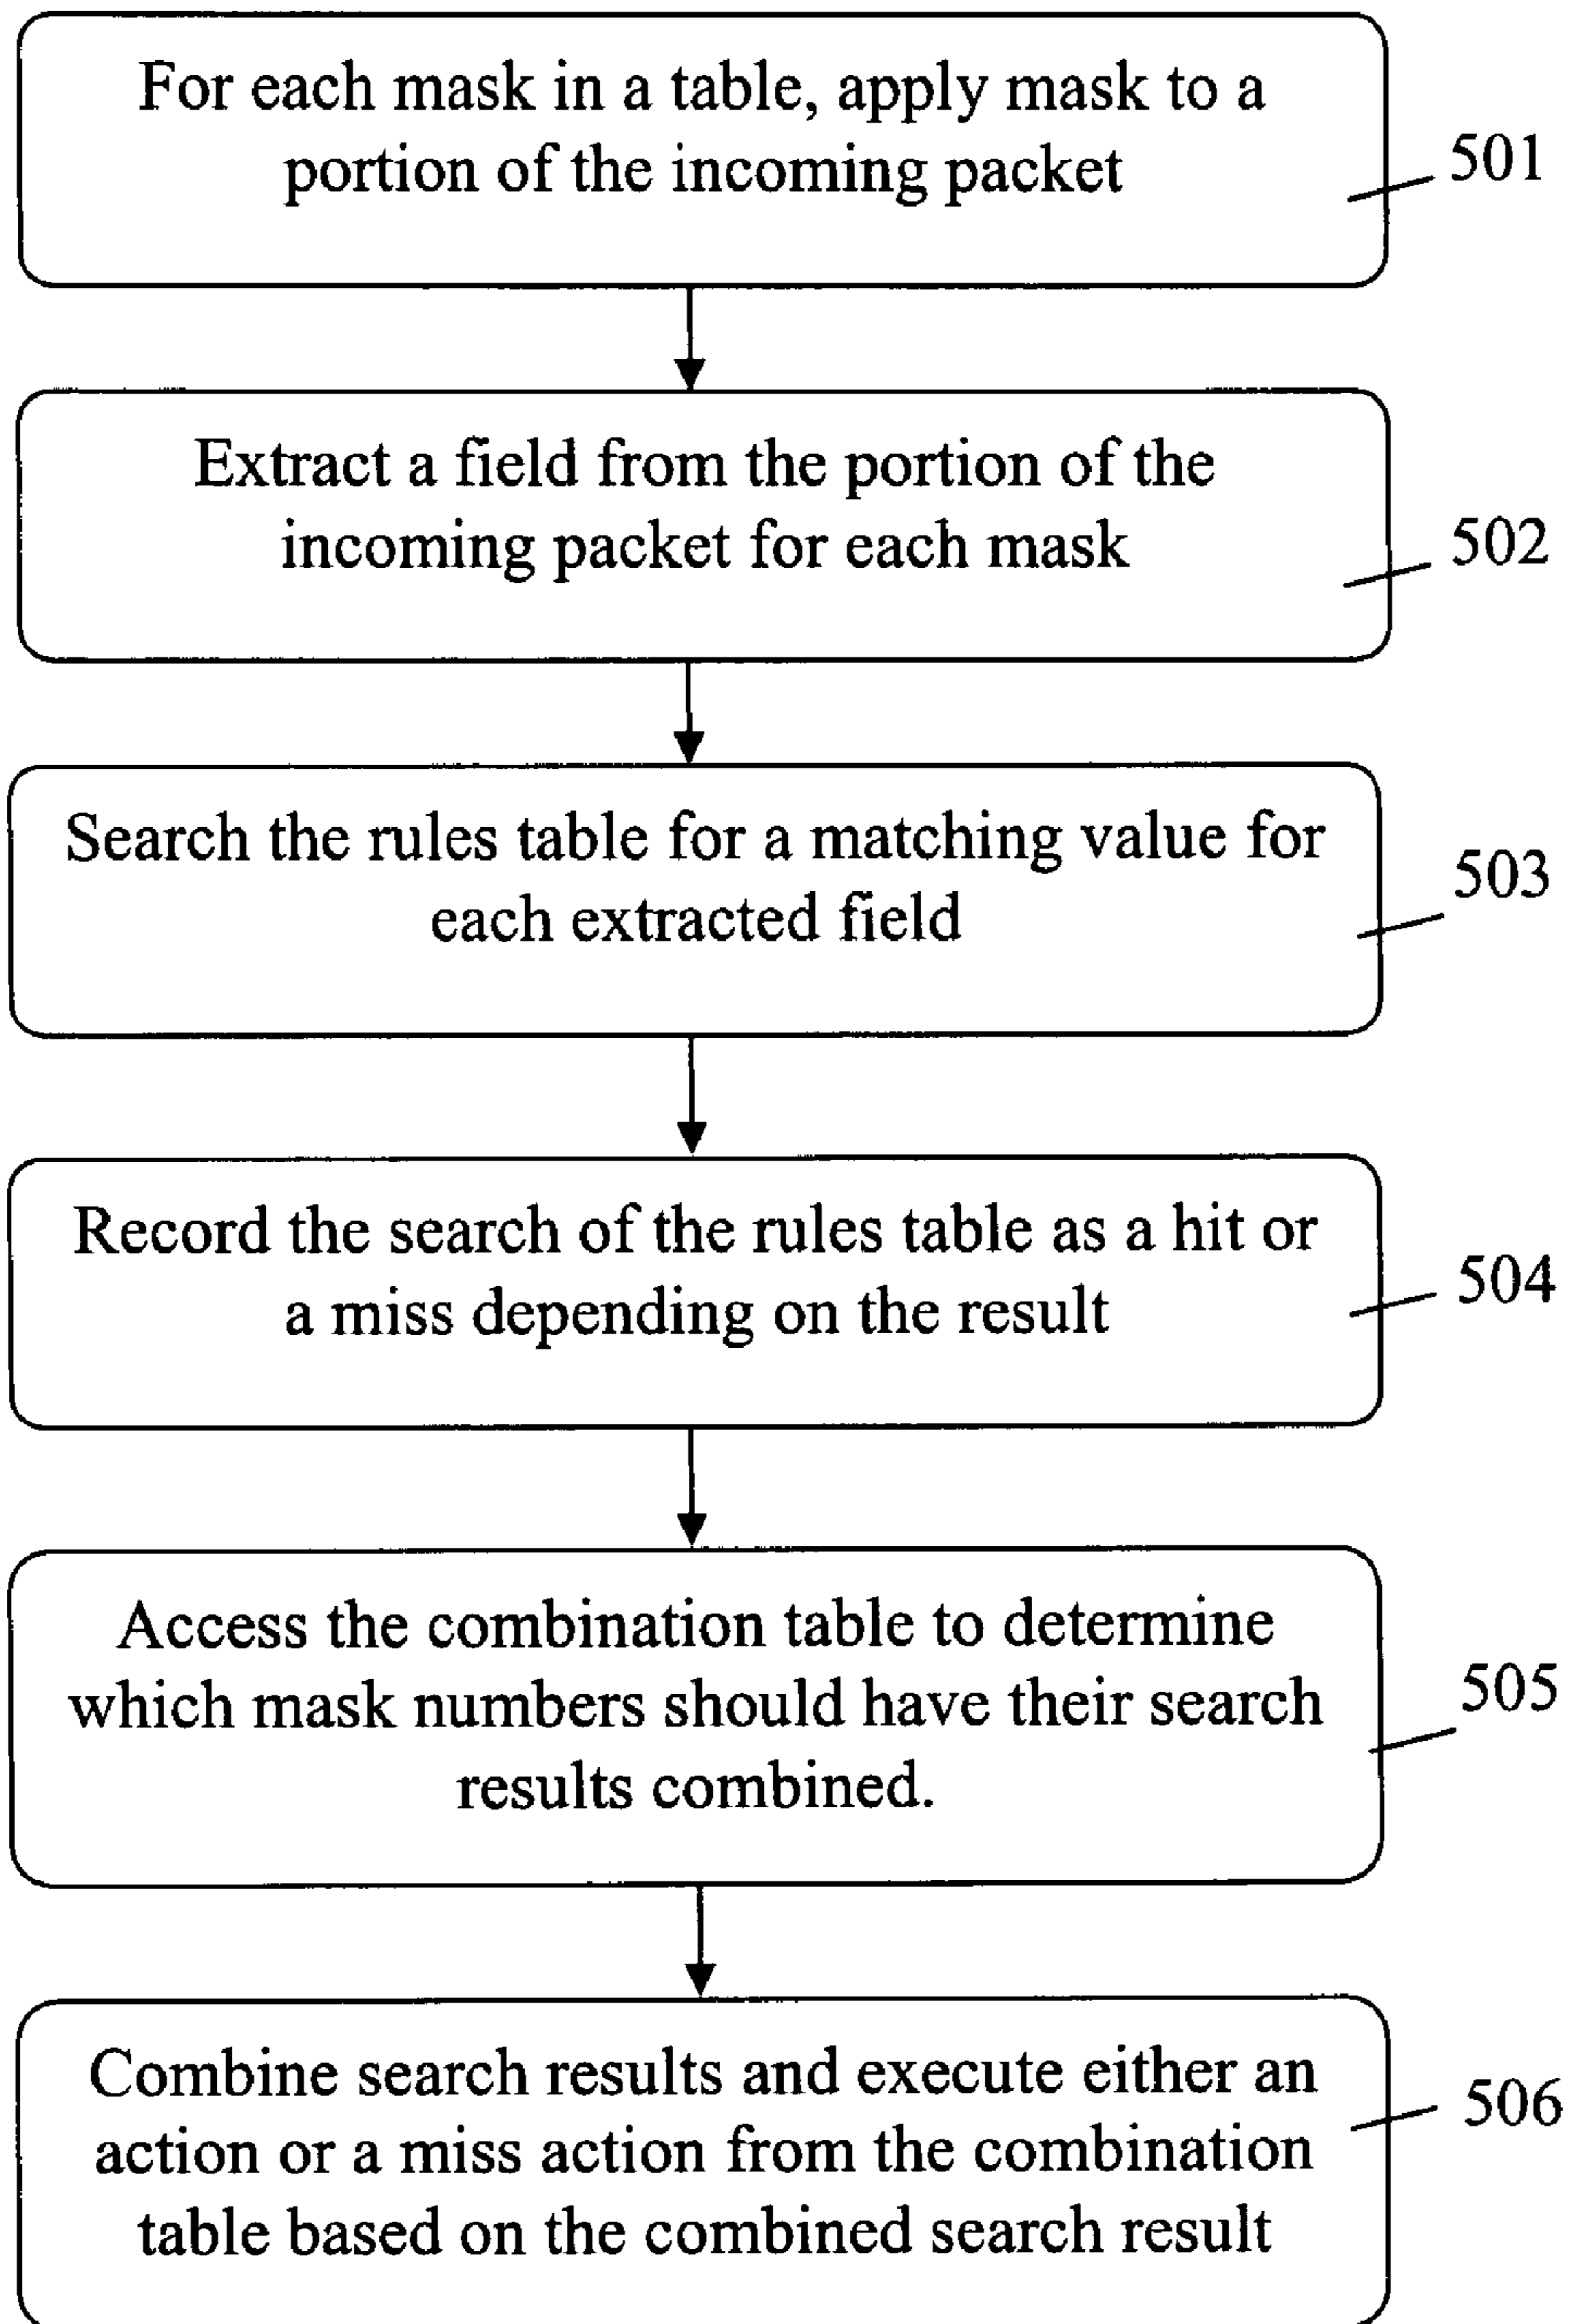 For each mask in a table, apply mask to a
portion of the incoming packet
501
Extract a field from the portion of the
incoming packet for each mask
502
Search the rules table for a matching value for
each extracted field
503
Record the search of the rules table as a hit or
a miss depending on the result
504
Access the combination table to determine
which mask numbers should have their search
results combined.
505
Combine search results and execute either an
action or a miss action from the combination
table based on the combined search result
506